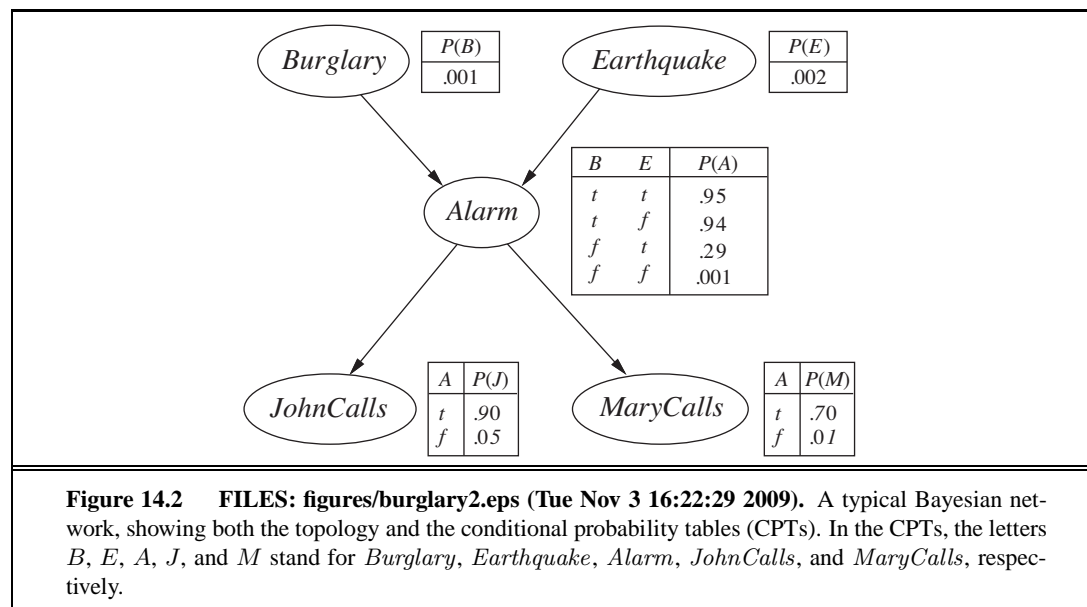 Burglary
P(B)
.001
Earthquake
P(E)
.002
Alarm
B E P(A)
t t .95
t f .94
f t .29
f f .001
JohnCalls
A P(J)
t .90
f .05
MaryCalls
A P(M)
t .70
f .01
Figure 14.2 FILES: figures/burglary2.eps (Tue Nov 3 16:22:29 2009). A typical Bayesian net-
work, showing both the topology and the conditional probability tables (CPTs). In the CPTs, the letters
B, E, A, J, and M stand for Burglary, Earthquake, Alarm, JohnCalls, and MaryCalls, respec-
tively.